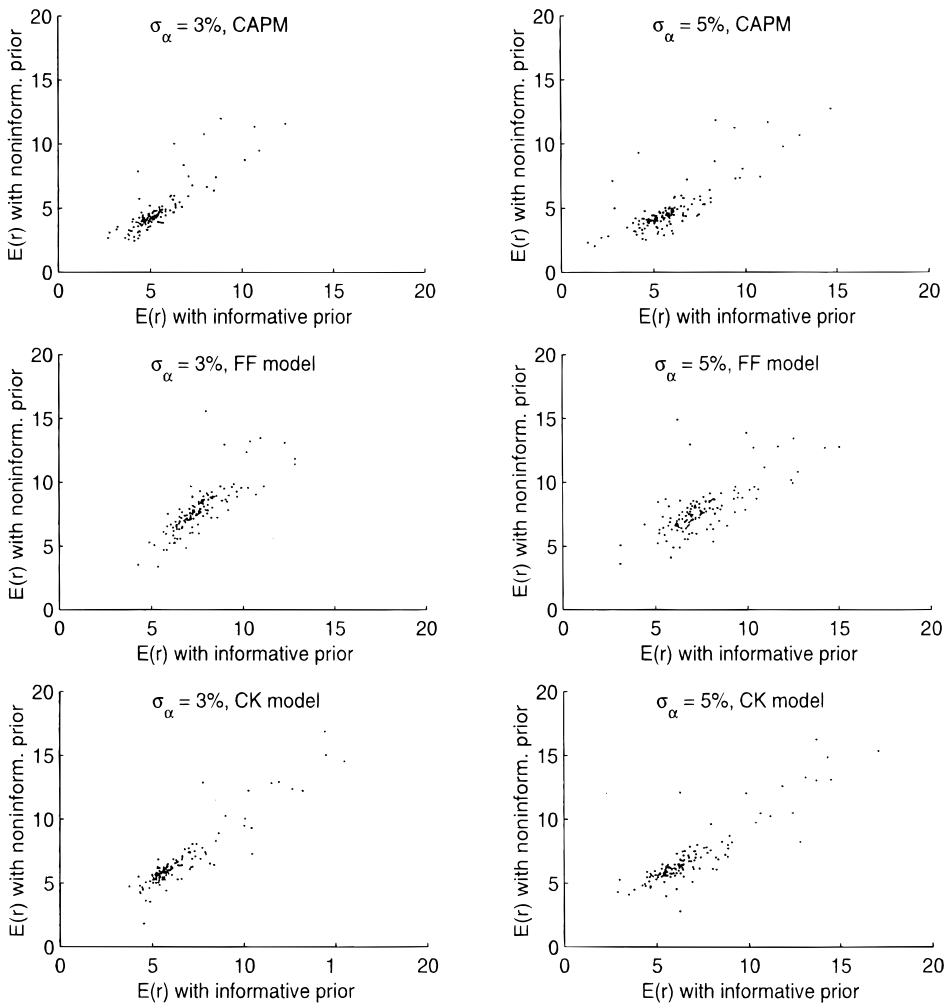 σα = 3%, CAPM
E(r) with noninform. prior
20
15
10
5
0
0 5 10 15 20
E(r) with informative prior
σα = 5%, CAPM
E(r) with noninform. prior
20
15
10
5
0
0 5 10 15 20
E(r) with informative prior
σα = 3%, FF model
E(r) with noninform. prior
20
15
10
5
0
0 5 10 15 20
E(r) with informative prior
σα = 5%, FF model
E(r) with noninform. prior
20
15
10
5
0
0 5 10 15 20
E(r) with informative prior
σα = 3%, CK model
E(r) with noninform. prior
20
15
10
5
0
0 5 10 1 20
E(r) with informative prior
σα = 5%, CK model
E(r) with noninform. prior
20
15
10
5
0
0 5 10 15 20
E(r) with informative prior